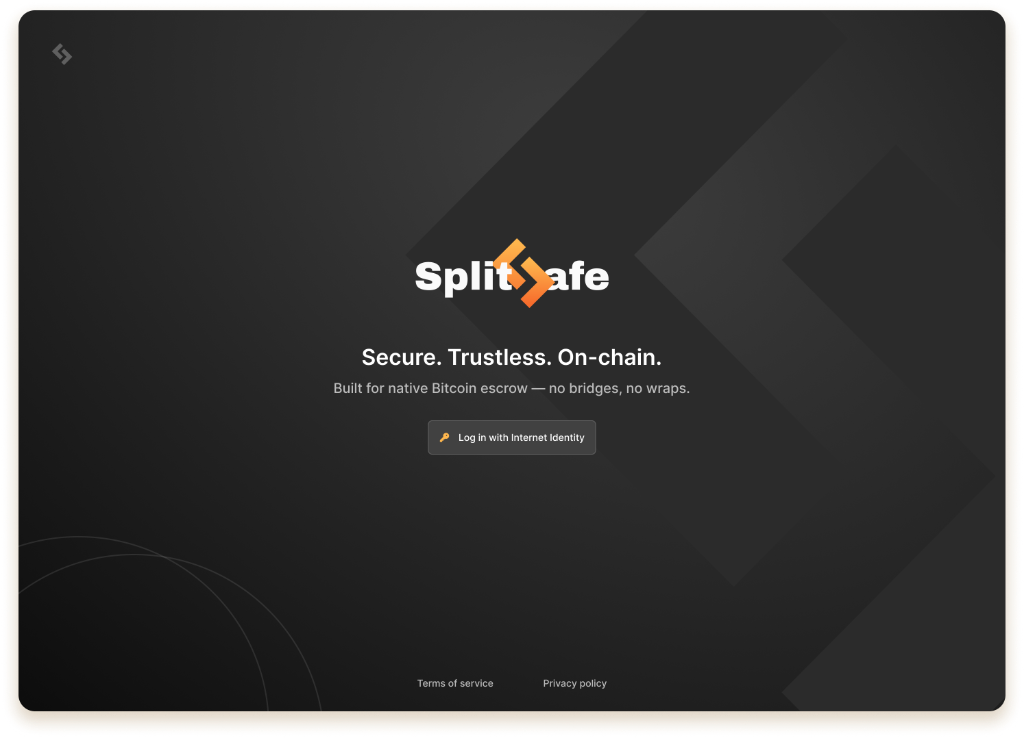 SplitSafe
Secure. Trustless. On-chain.
Built for native Bitcoin escrow — no bridges, no wraps.
Log in with Internet Identity
Terms of service
Privacy policy